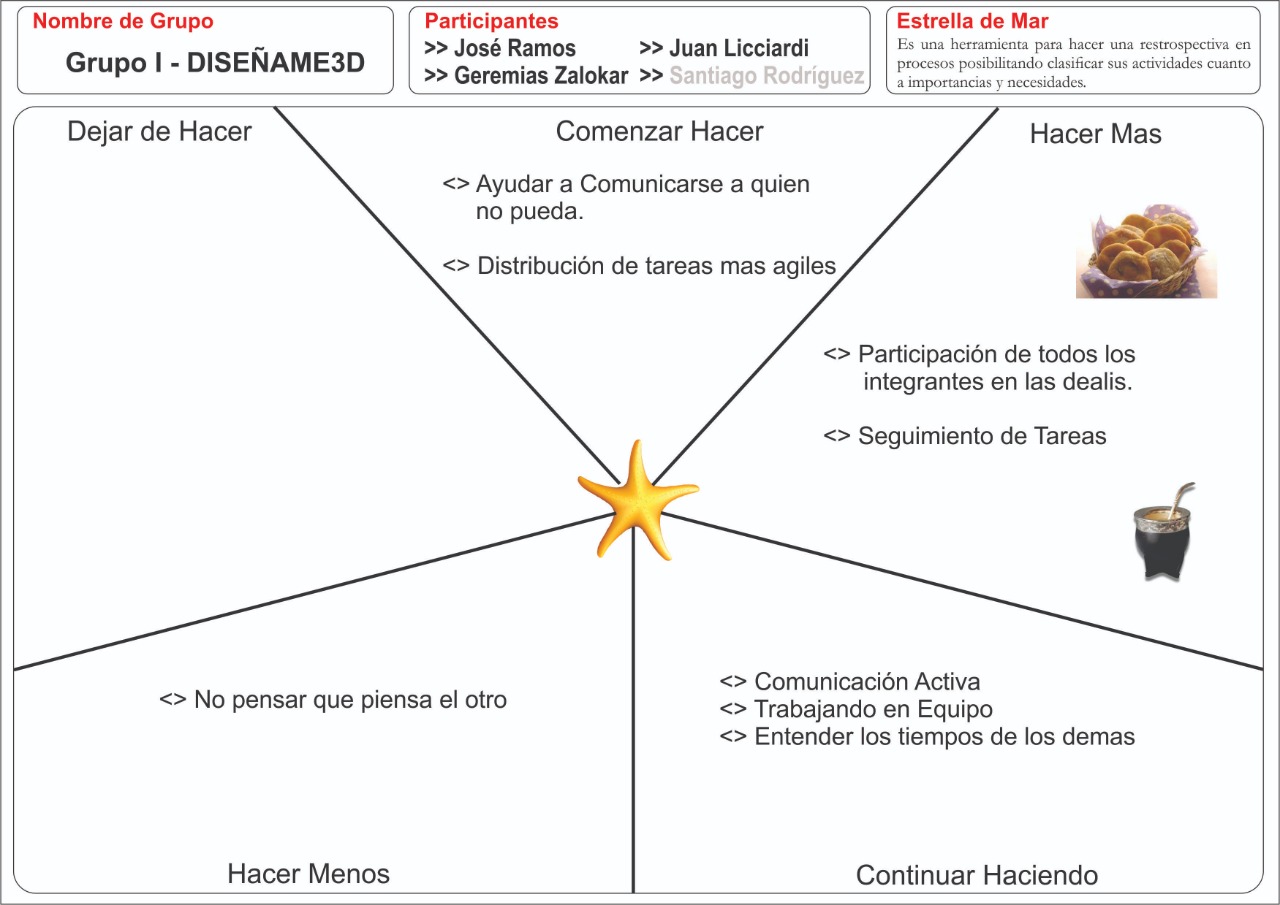 Nombre de Grupo
Grupo I - DISEÑAME3D
Participantes
>> José Ramos >> Juan Licciardi
>> Geremias Zalokar >> Santiago Rodríguez
Estrella de Mar
Es una herramienta para hacer una restrospectiva en
procesos posibilitando clasificar sus actividades cuanto
a importancias y necesidades.
Dejar de Hacer
Comenzar Hacer
<> Ayudar a Comunicarse a quien
no pueda.
<> Distribución de tareas mas agiles
Hacer Mas
<> Participación de todos los
integrantes en las dealis.
<> Seguimiento de Tareas
<> No pensar que piensa el otro
Hacer Menos
<> Comunicación Activa
<> Trabajando en Equipo
<> Entender los tiempos de los demas
Continuar Haciendo